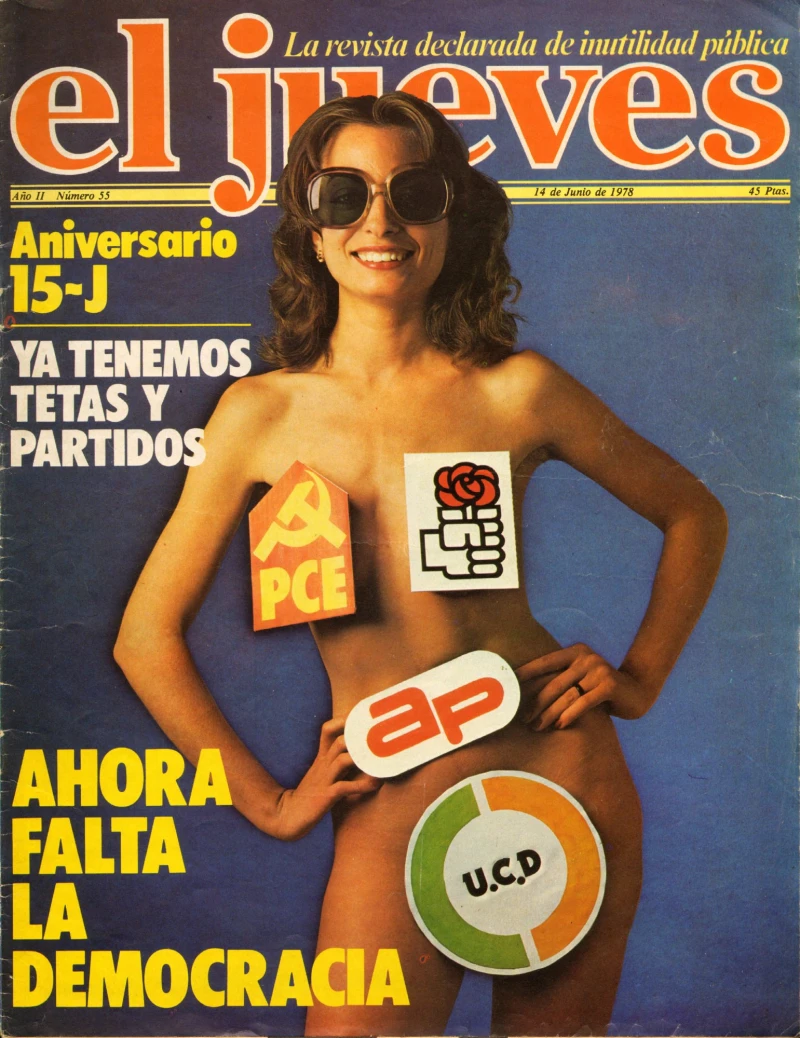 La revista declarada de inutilidad pública
el jueves
Año II Número 55
14 de Junio de 1978
45 Ptas.
Aniversario
15-J
YA TENEMOS
TETAS Y
PARTIDOS
PCE
ap
U.C.D
AHORA
FALTA
LA
DEMOCRACIA